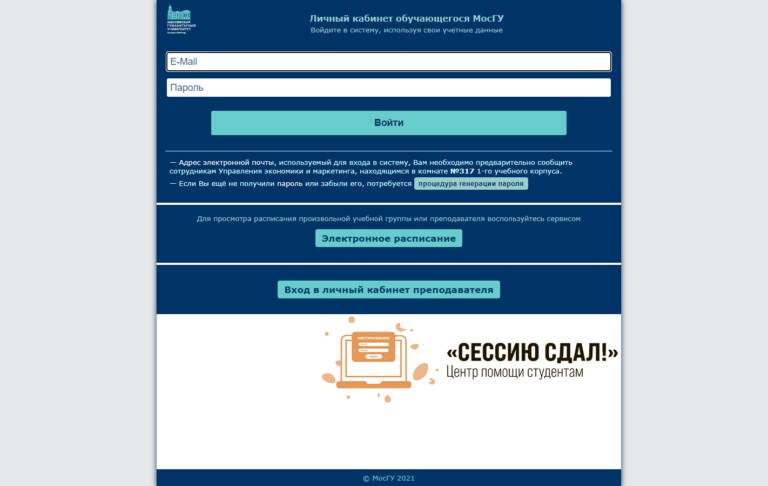 МОСКОВСКИЙ
ГУМАНИТАРНЫЙ
УНИВЕРСИТЕТ
Личный кабинет обучающегося МосГУ
Войдите в систему, используя свои учетные данные
E-Mail
Пароль
Войти
— Адрес электронной почты, используемый для входа в систему, Вам необходимо предварительно сообщить
сотрудникам Управления экономики и маркетинга, находящимся в комнате №317 1-го учебного корпуса.
— Если Вы ещё не получили пароль или забыли его, потребуется процедура генерации пароля
Для просмотра расписания произвольной учебной группы или преподавателя воспользуйтесь сервисом
Электронное расписание
Вход в личный кабинет преподавателя
АВТОРИЗАЦИЯ
«СЕССИЮ СДАЛ!»
Центр помощи студентам
© МосГУ 2021